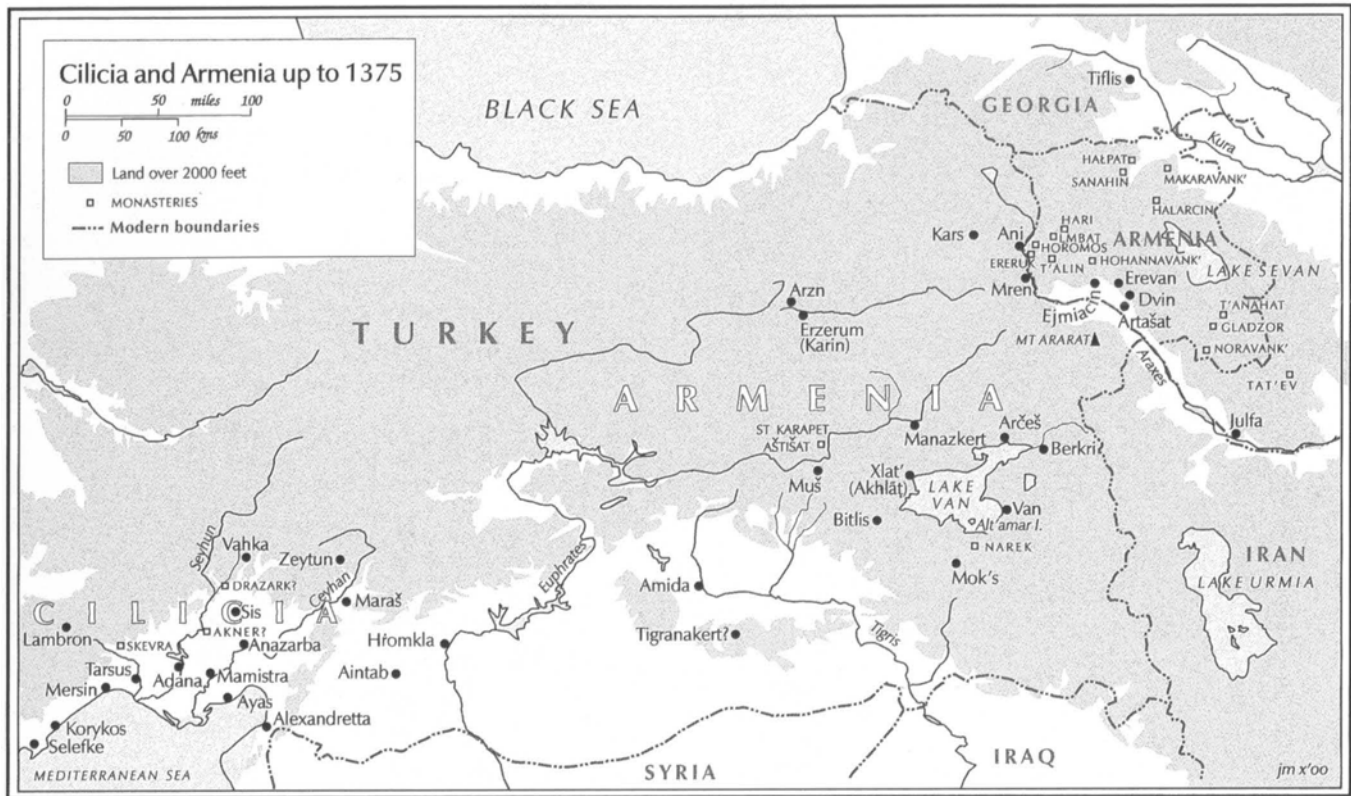 Cilicia and Armenia up to 1375
0 50 miles 100
0 50 100 kms
Land over 2000 feet
MONASTERIES
Modern boundaries
BLACK SEA
GEORGIA
Tiflis
Kura
HAŁPAT
SANAHIN
MAKARAVANK'
HALARCIN
HARI
LMBAT
Kars
Ani
HOROMOS
ARMENIA
ERERUK
T'ALIN
HOHANNAVANK'
LAKE SEVAN
Mren
Ejmiacin
Erevan
Dvin
Artašat
T'ANAHAT
GLADZOR
MT ARARAT
NORAVANK'
Araxes
TAT'EV
Julfa
Arzn
Erzerum
(Karin)
TURKEY
ARMENIA
ST KARAPET
AŠTIŠAT
Manazkert
Arčeš
Berkri
Muš
Xlat'
(Akhlāṭ)
LAKE
VAN
Van
Bitlis
Alt'amar I.
NAREK
Mok's
IRAN
LAKE URMIA
Seyhun
Vahka
Zeytun
Ceyhan
DRAZARK?
Maraš
CILICIA
Sis
Lambron
AKNER?
SKEVRA
Anazarba
Tarsus
Adana
Mamistra
Mersin
Ayas
Korykos
Alexandretta
Selefke
MEDITERRANEAN SEA
Hṙomkla
Aintab
Euphrates
Amida
Tigranakert?
Tigris
SYRIA
IRAQ
jm x'00